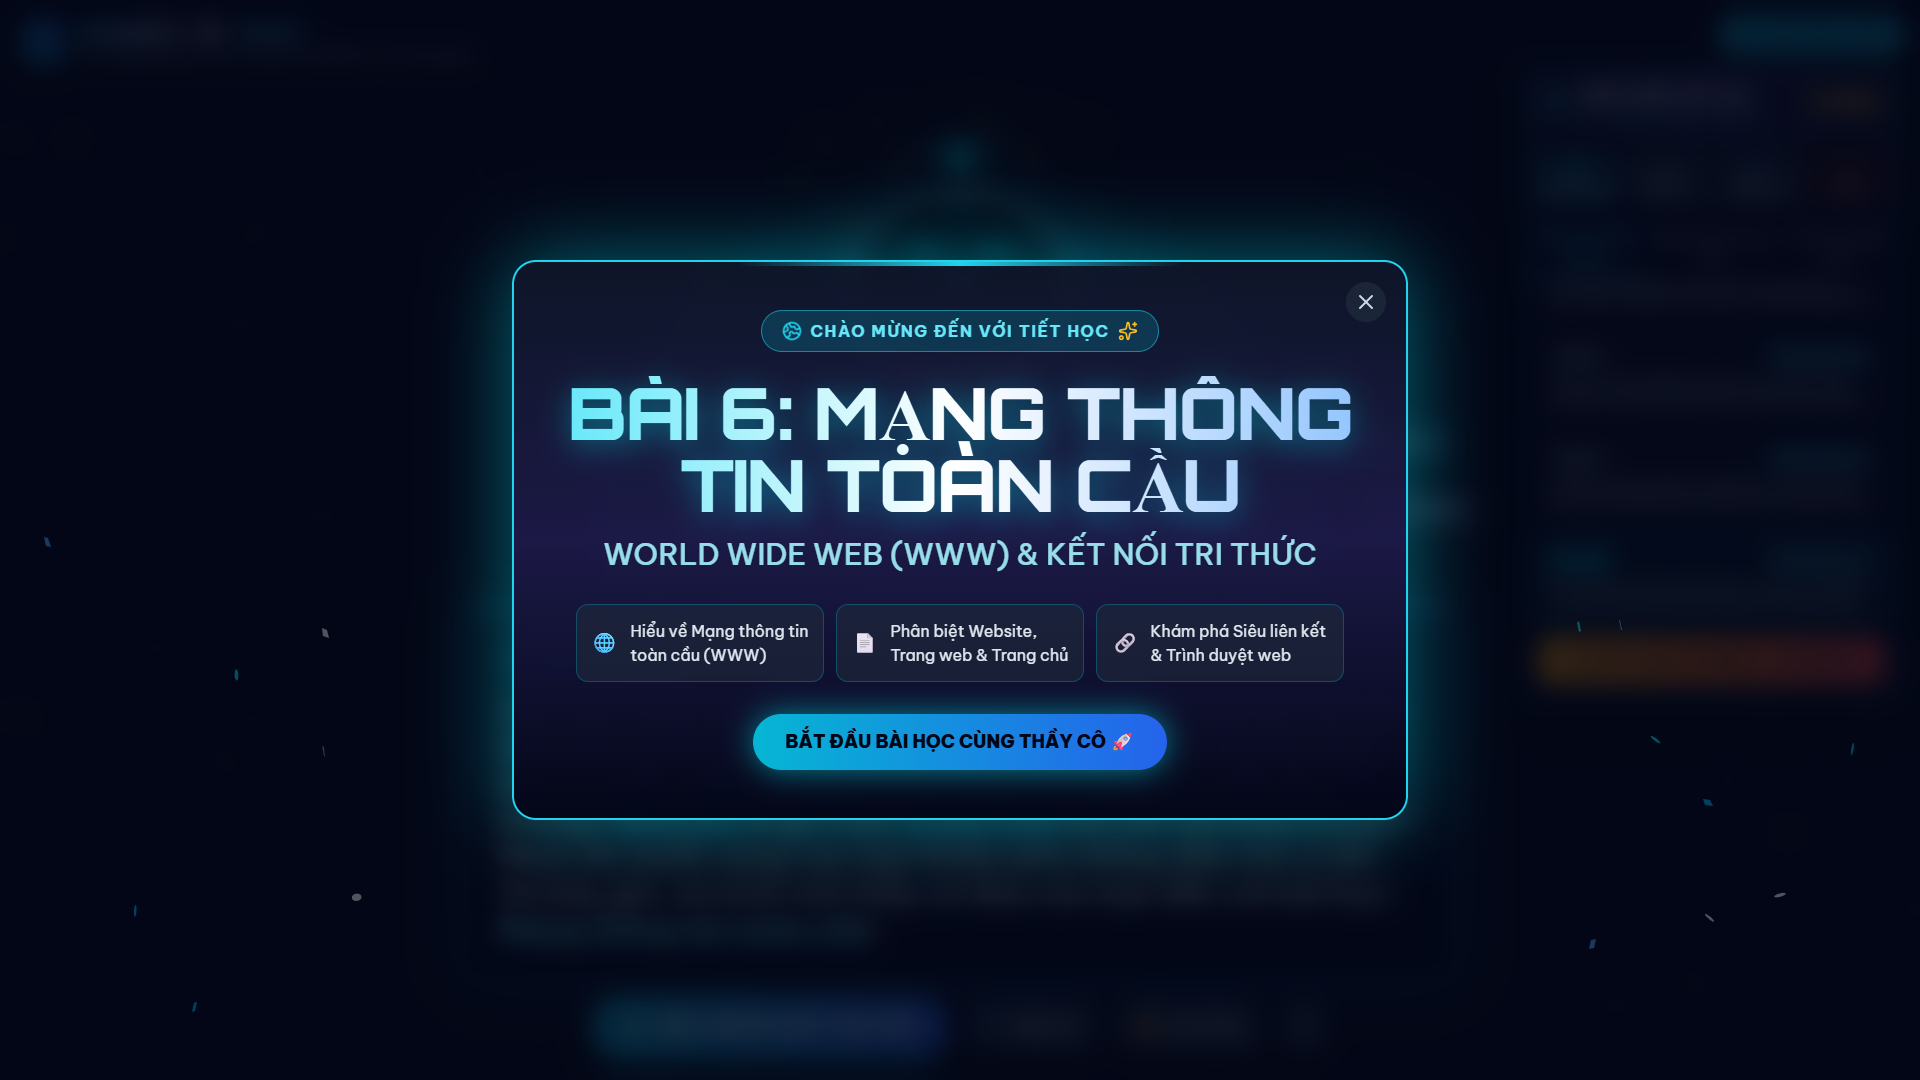 CHÀO MỪNG ĐẾN VỚI TIẾT HỌC
BÀI 6: MẠNG THÔNG
TIN TOÀN CẦU
WORLD WIDE WEB (WWW) & KẾT NỐI TRI THỨC
Hiểu về Mạng thông tin
toàn cầu (WWW)
Phân biệt Website,
Trang web & Trang chủ
Khám phá Siêu liên kết
& Trình duyệt web
BẮT ĐẦU BÀI HỌC CÙNG THẦY CÔ 🚀